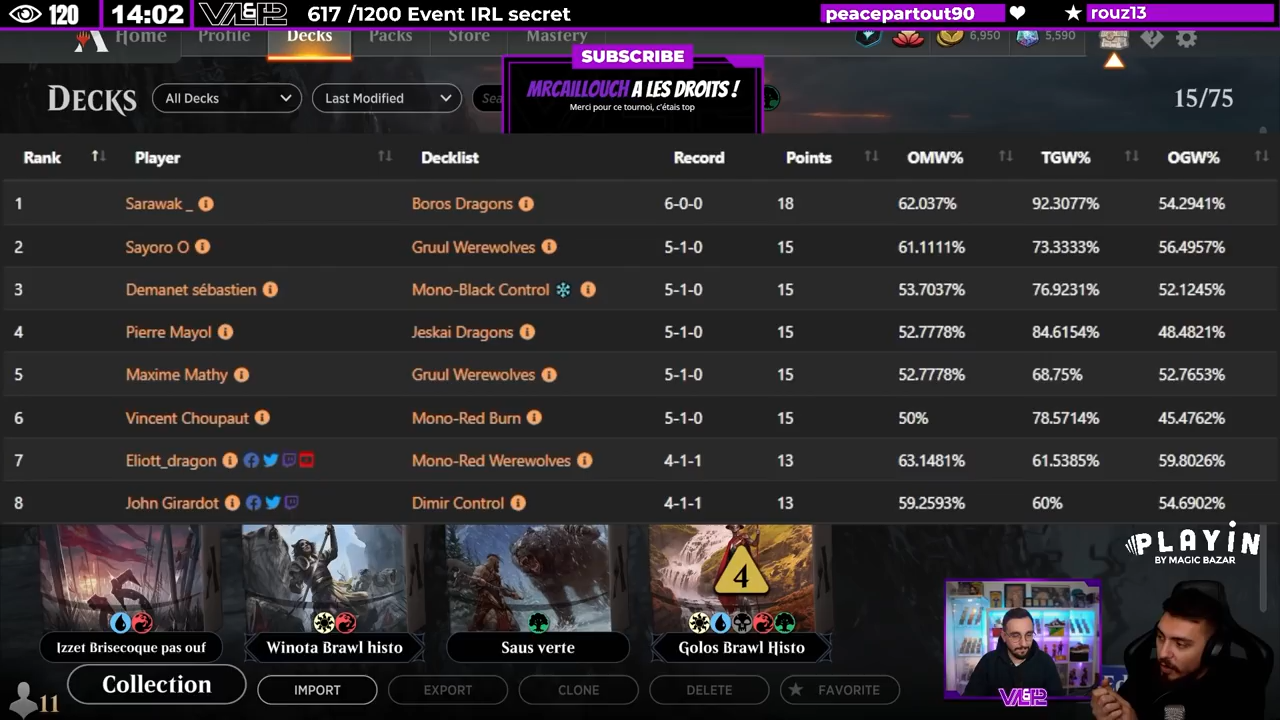 120 14:02 VAL&PL 617 /1200 Event IRL secret peacepartout90 rouz13
Home Profile Decks Packs Store Mastery 6,950 5,590
SUBSCRIBE
MRCAILLOUCH A LES DROITS !
Merci pour ce tournoi, c'étais top
DECKS All Decks Last Modified Sea 15/75
Rank Player Decklist Record Points OMW% TGW% OGW%
1 Sarawak _ Boros Dragons 6-0-0 18 62.037% 92.3077% 54.2941%
2 Sayoro O Gruul Werewolves 5-1-0 15 61.1111% 73.3333% 56.4957%
3 Demanet sébastien Mono-Black Control 5-1-0 15 53.7037% 76.9231% 52.1245%
4 Pierre Mayol Jeskai Dragons 5-1-0 15 52.7778% 84.6154% 48.4821%
5 Maxime Mathy Gruul Werewolves 5-1-0 15 52.7778% 68.75% 52.7653%
6 Vincent Choupaut Mono-Red Burn 5-1-0 15 50% 78.5714% 45.4762%
7 Eliott_dragon Mono-Red Werewolves 4-1-1 13 63.1481% 61.5385% 59.8026%
8 John Girardot Dimir Control 4-1-1 13 59.2593% 60% 54.6902%
PLAYIN
BY MAGIC BAZAR
4
Izzet Brisecoque pas ouf Winota Brawl histo Saus verte Golos Brawl Histo
11 Collection IMPORT EXPORT CLONE DELETE FAVORITE